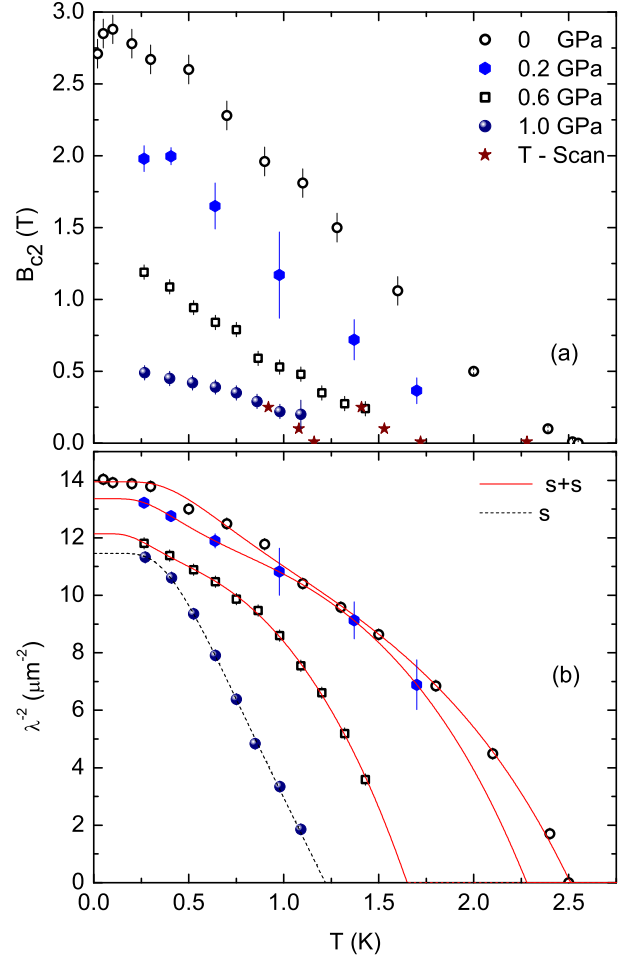 3.0
0 GPa
0.2 GPa
0.6 GPa
1.0 GPa
T - Scan
2.5
2.0
1.5
1.0
0.5
0.0
B_c2 (T)
(a)
14
12
10
8
6
4
2
0
λ^-2 (μm^-2)
s+s
s
(b)
0.0 0.5 1.0 1.5 2.0 2.5
T (K)